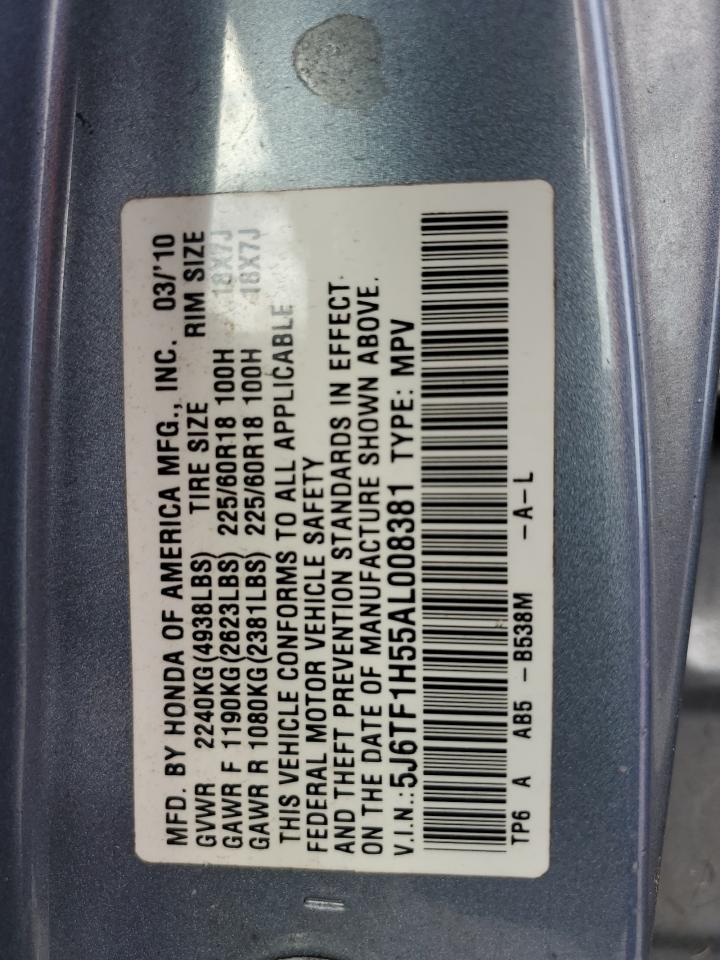 MFD. BY HONDA OF AMERICA MFG., INC. 03/'10
GVWR 2240KG(4938LBS) TIRE SIZE RIM SIZE
GAWR F 1190KG(2623LBS) 225/60R18 100H 18X7J
GAWR R 1080KG(2381LBS) 225/60R18 100H 18X7J
THIS VEHICLE CONFORMS TO ALL APPLICABLE
FEDERAL MOTOR VEHICLE SAFETY
AND THEFT PREVENTION STANDARDS IN EFFECT
ON THE DATE OF MANUFACTURE SHOWN ABOVE.
V.I.N.:5J6TF1H55AL008381 TYPE: MPV
TP6 A AB5 -B538M -A-L